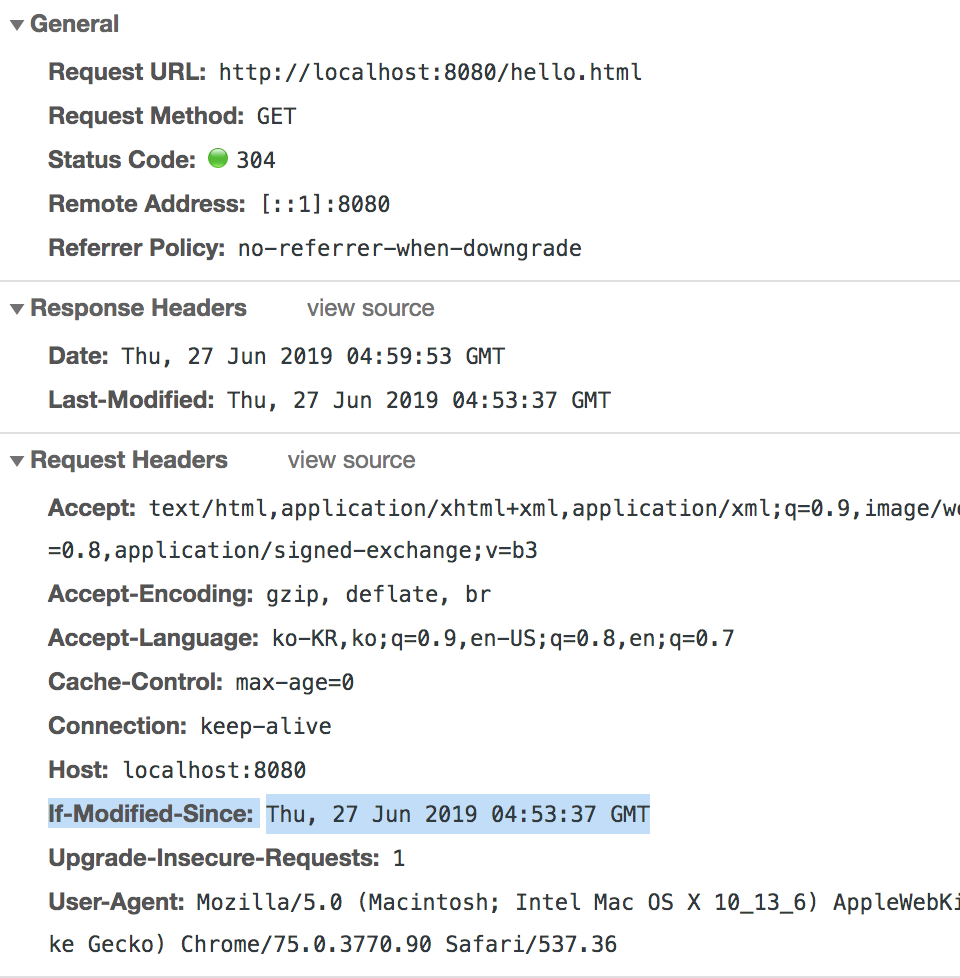 General
Request URL: http://localhost:8080/hello.html
Request Method: GET
Status Code: 304
Remote Address: [::1]:8080
Referrer Policy: no-referrer-when-downgrade
Response Headers view source
Date: Thu, 27 Jun 2019 04:59:53 GMT
Last-Modified: Thu, 27 Jun 2019 04:53:37 GMT
Request Headers view source
Accept: text/html,application/xhtml+xml,application/xml;q=0.9,image/we
=0.8,application/signed-exchange;v=b3
Accept-Encoding: gzip, deflate, br
Accept-Language: ko-KR,ko;q=0.9,en-US;q=0.8,en;q=0.7
Cache-Control: max-age=0
Connection: keep-alive
Host: localhost:8080
If-Modified-Since: Thu, 27 Jun 2019 04:53:37 GMT
Upgrade-Insecure-Requests: 1
User-Agent: Mozilla/5.0 (Macintosh; Intel Mac OS X 10_13_6) AppleWebKi
ke Gecko) Chrome/75.0.3770.90 Safari/537.36